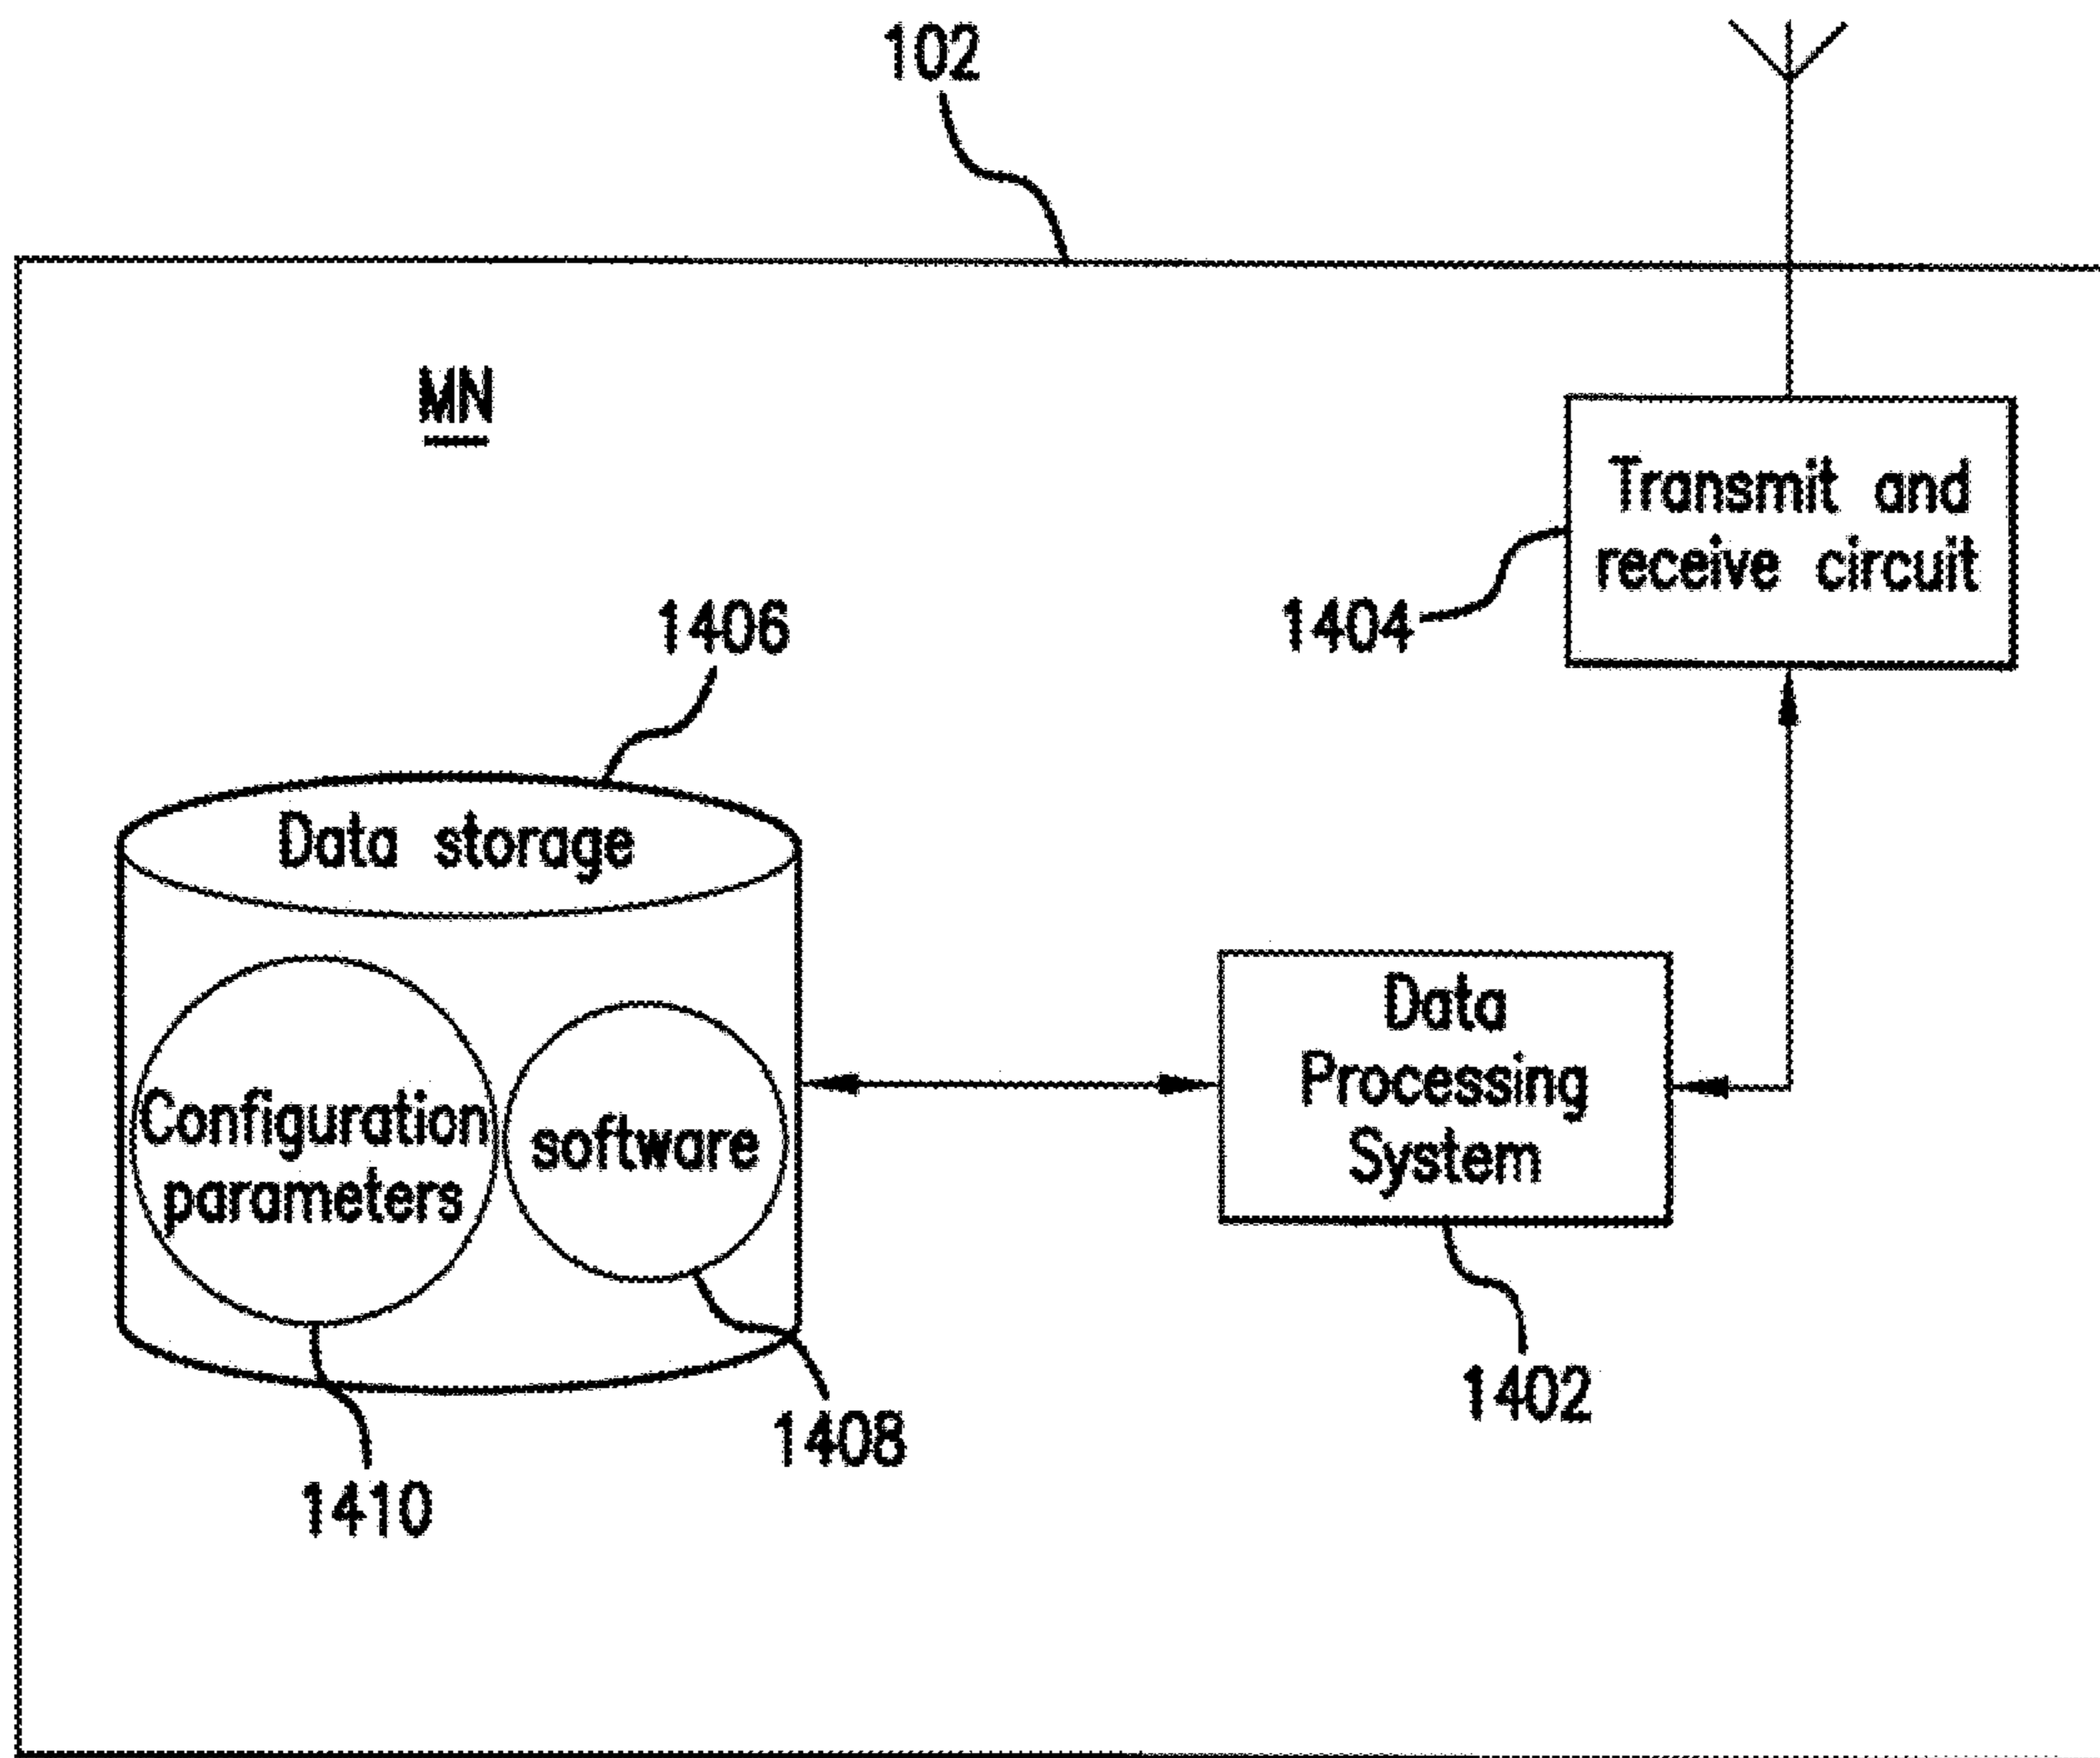 102
MN
Transmit and
receive circuit
1404
1406
Data storage
Configuration
parameters
software
Data
Processing
System
1402
1408
1410